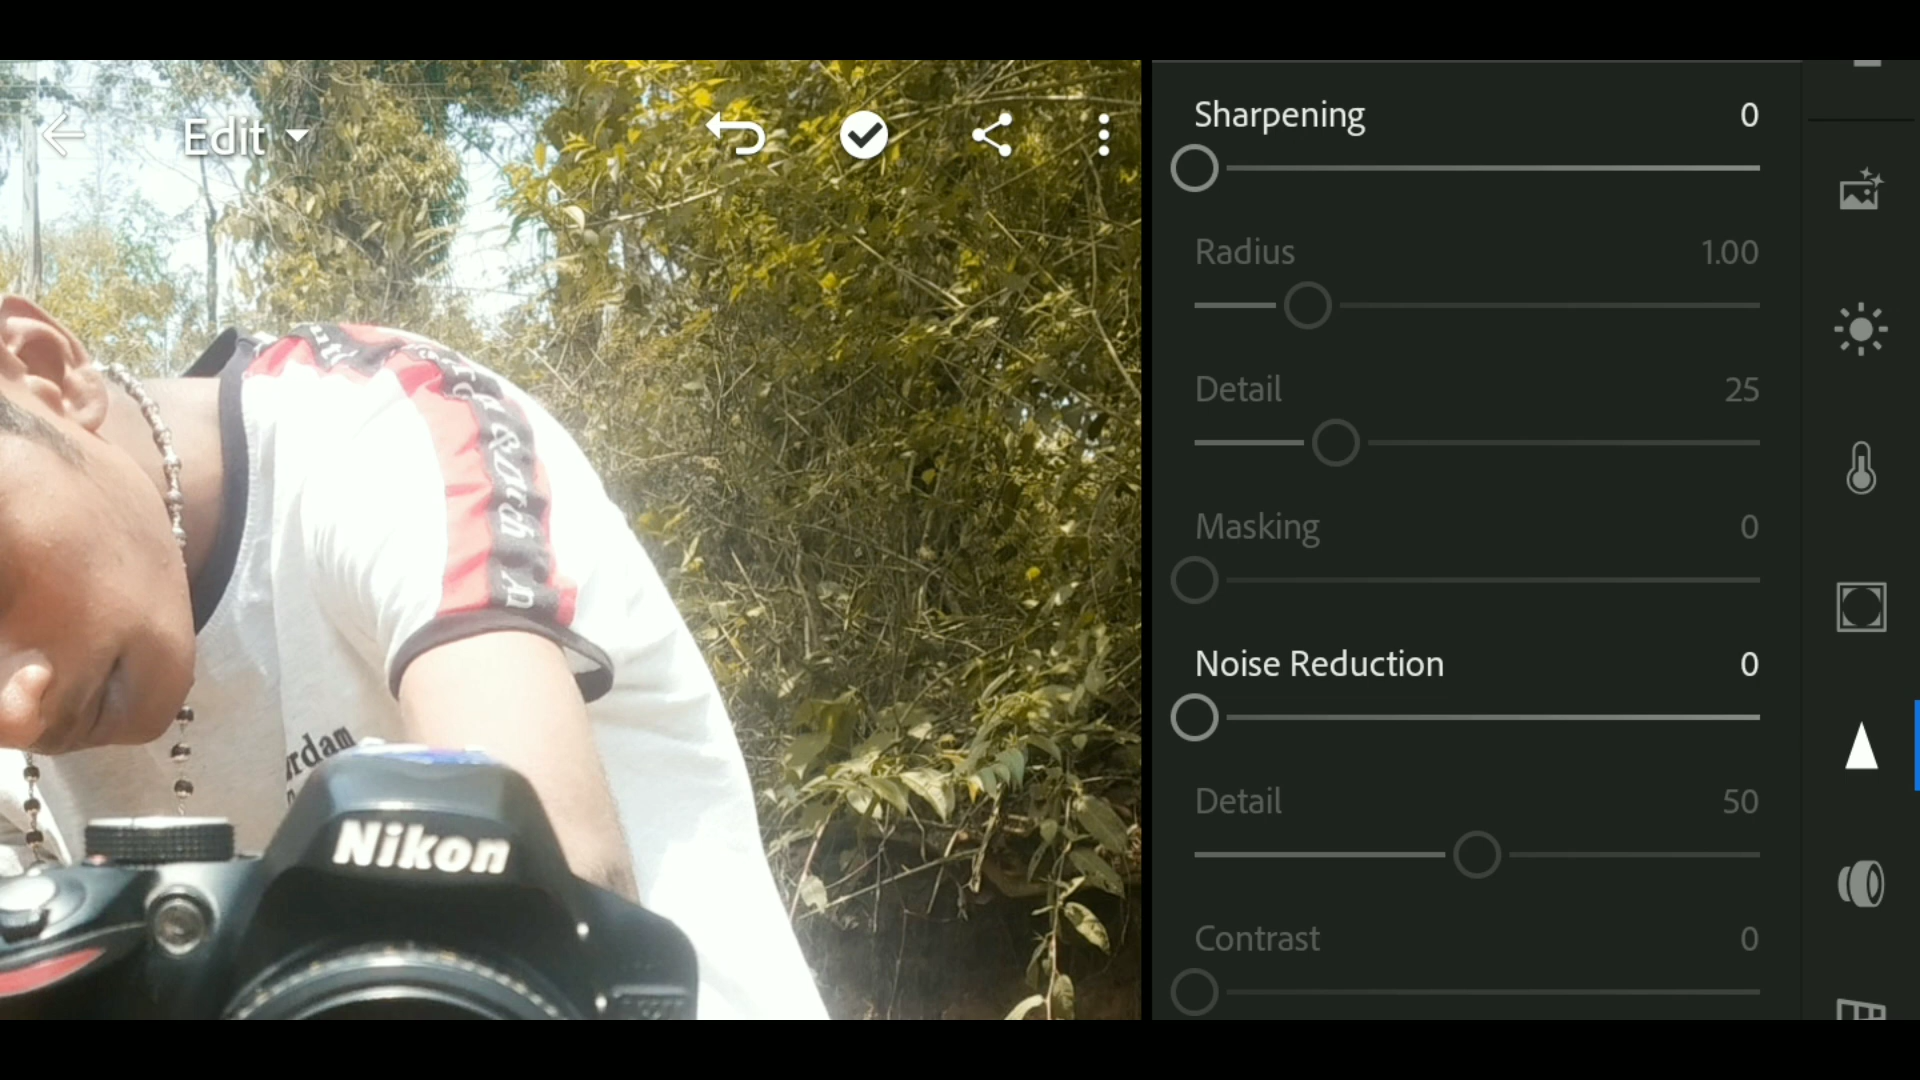 Edit
Sharpening 0
Radius 1.00
Detail 25
Masking 0
Noise Reduction 0
Detail 50
Contrast 0
Nikon